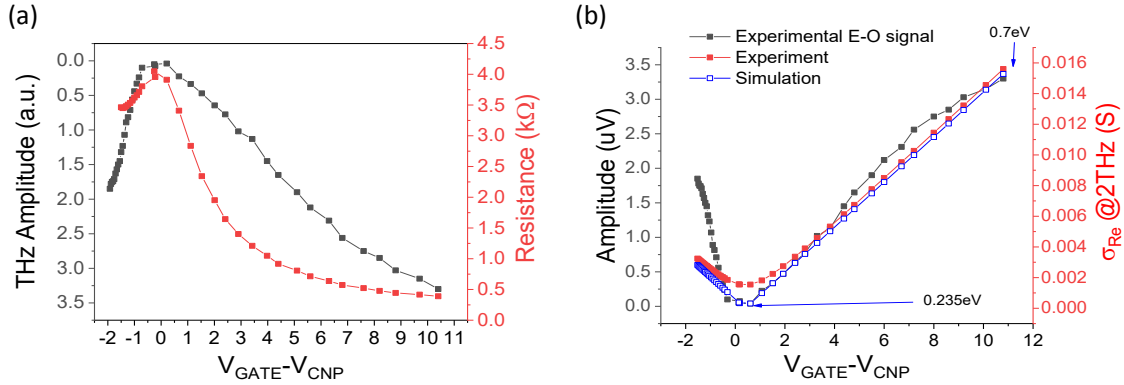 (a)
THz Amplitude (a.u.)
0.0
0.5
1.0
1.5
2.0
2.5
3.0
3.5
4.5
4.0
3.5
3.0
2.5
2.0
1.5
1.0
0.5
0.0
Resistance (kΩ)
-2 -1 0 1 2 3 4 5 6 7 8 9 10 11
V_GATE-V_CNP
(b)
Experimental E-O signal
Experiment
Simulation
0.7eV
Amplitude (uV)
3.5
3.0
2.5
2.0
1.5
1.0
0.5
0.0
0.016
0.014
0.012
0.010
0.008
0.006
0.004
0.002
0.000
σ_Re @2THz (S)
0.235eV
-2 0 2 4 6 8 10 12
V_GATE-V_CNP